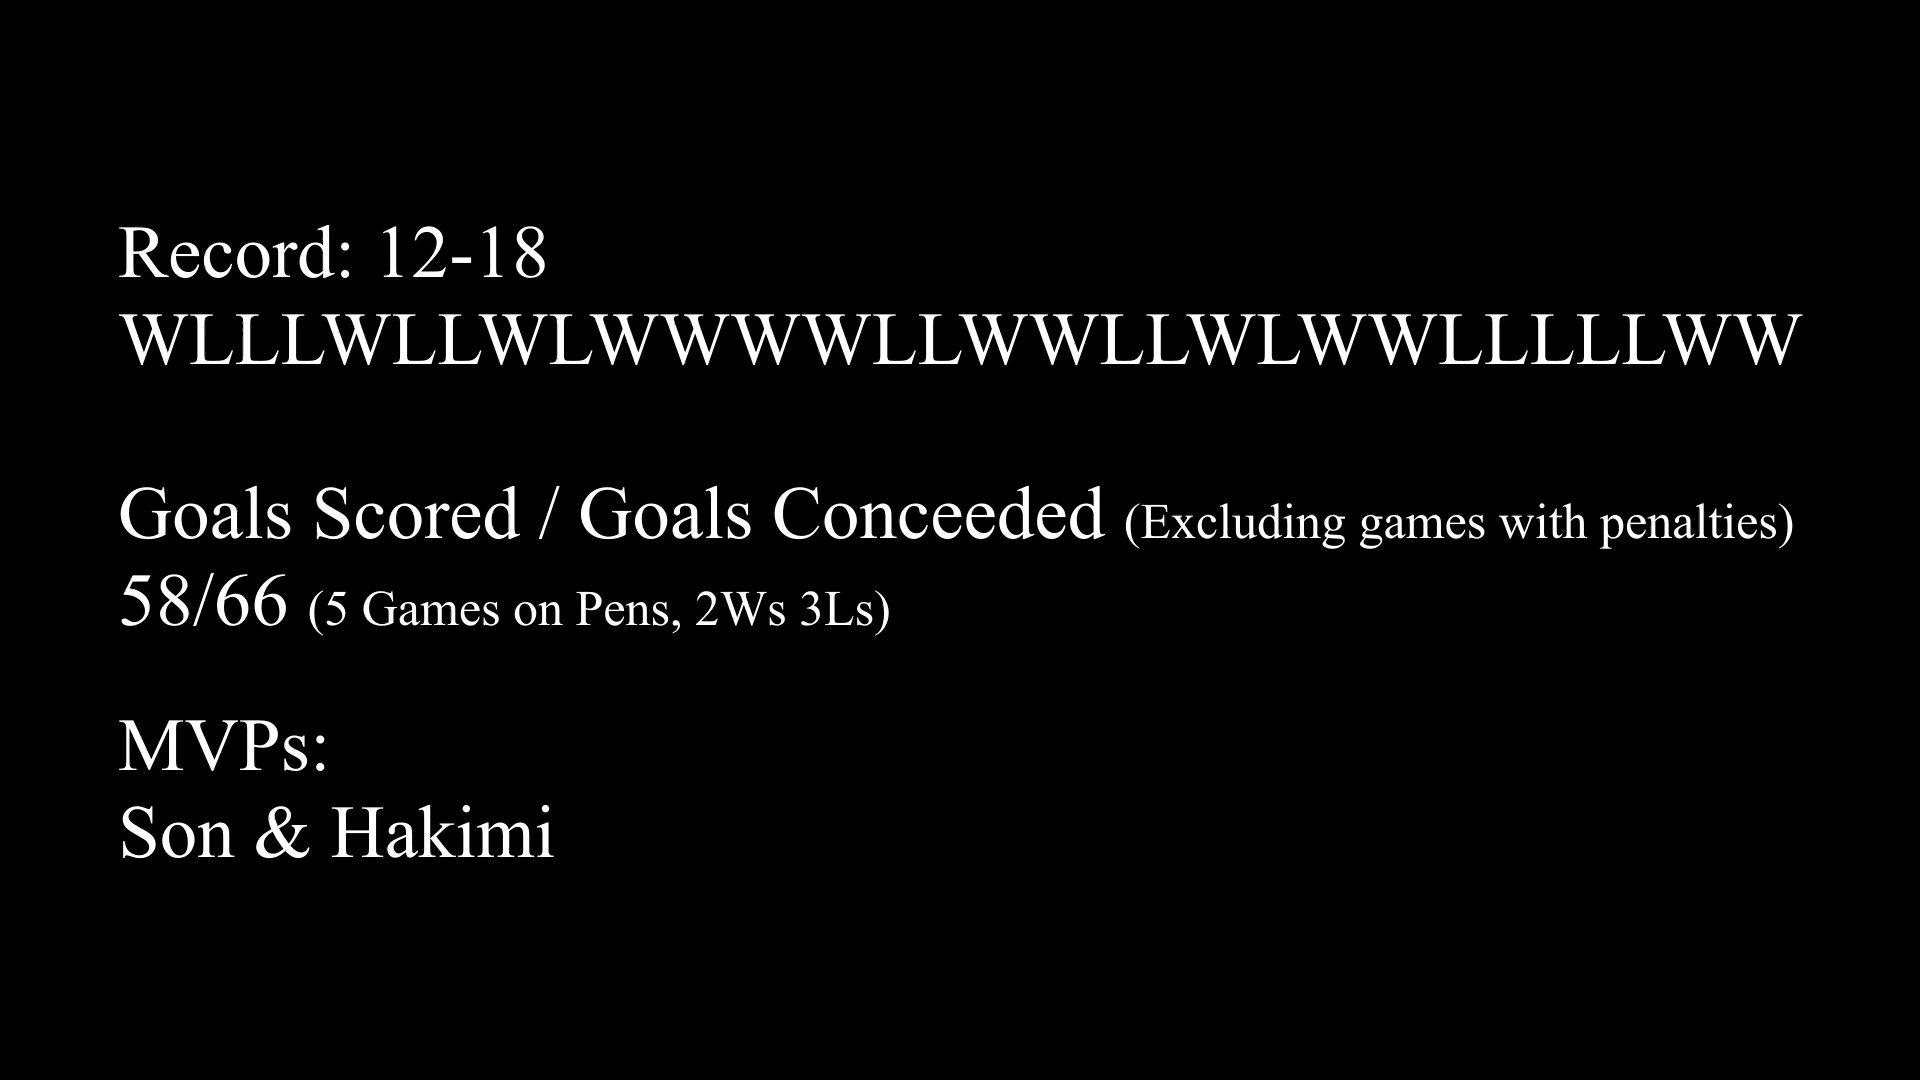 Record: 12-18
WLLLWLLWLWWWWLLWWLLWLWWLLLLLWW
Goals Scored / Goals Conceeded (Excluding games with penalties)
58/66 (5 Games on Pens, 2Ws 3Ls)
MVPs:
Son & Hakimi